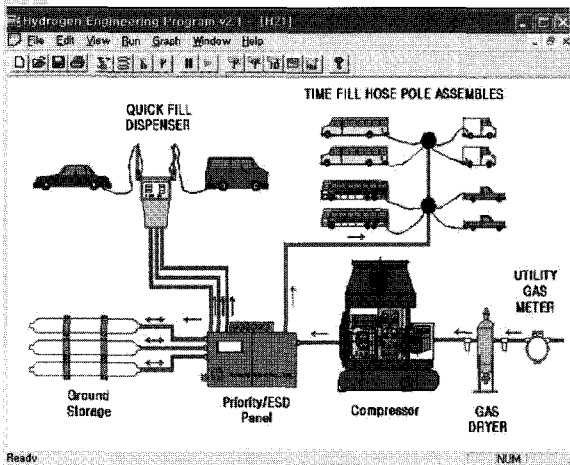 Hydrogen Engineering Program v2.1 - [H21]
File Edit View Run Graph Window Help
TIME FILL HOSE POLE ASSEMBLES
QUICK FILL
DISPENSER
UTILITY
GAS
METER
Ground
Storage
Priority/ESD
Panel
Compressor
GAS
DRYER
Ready
NUM